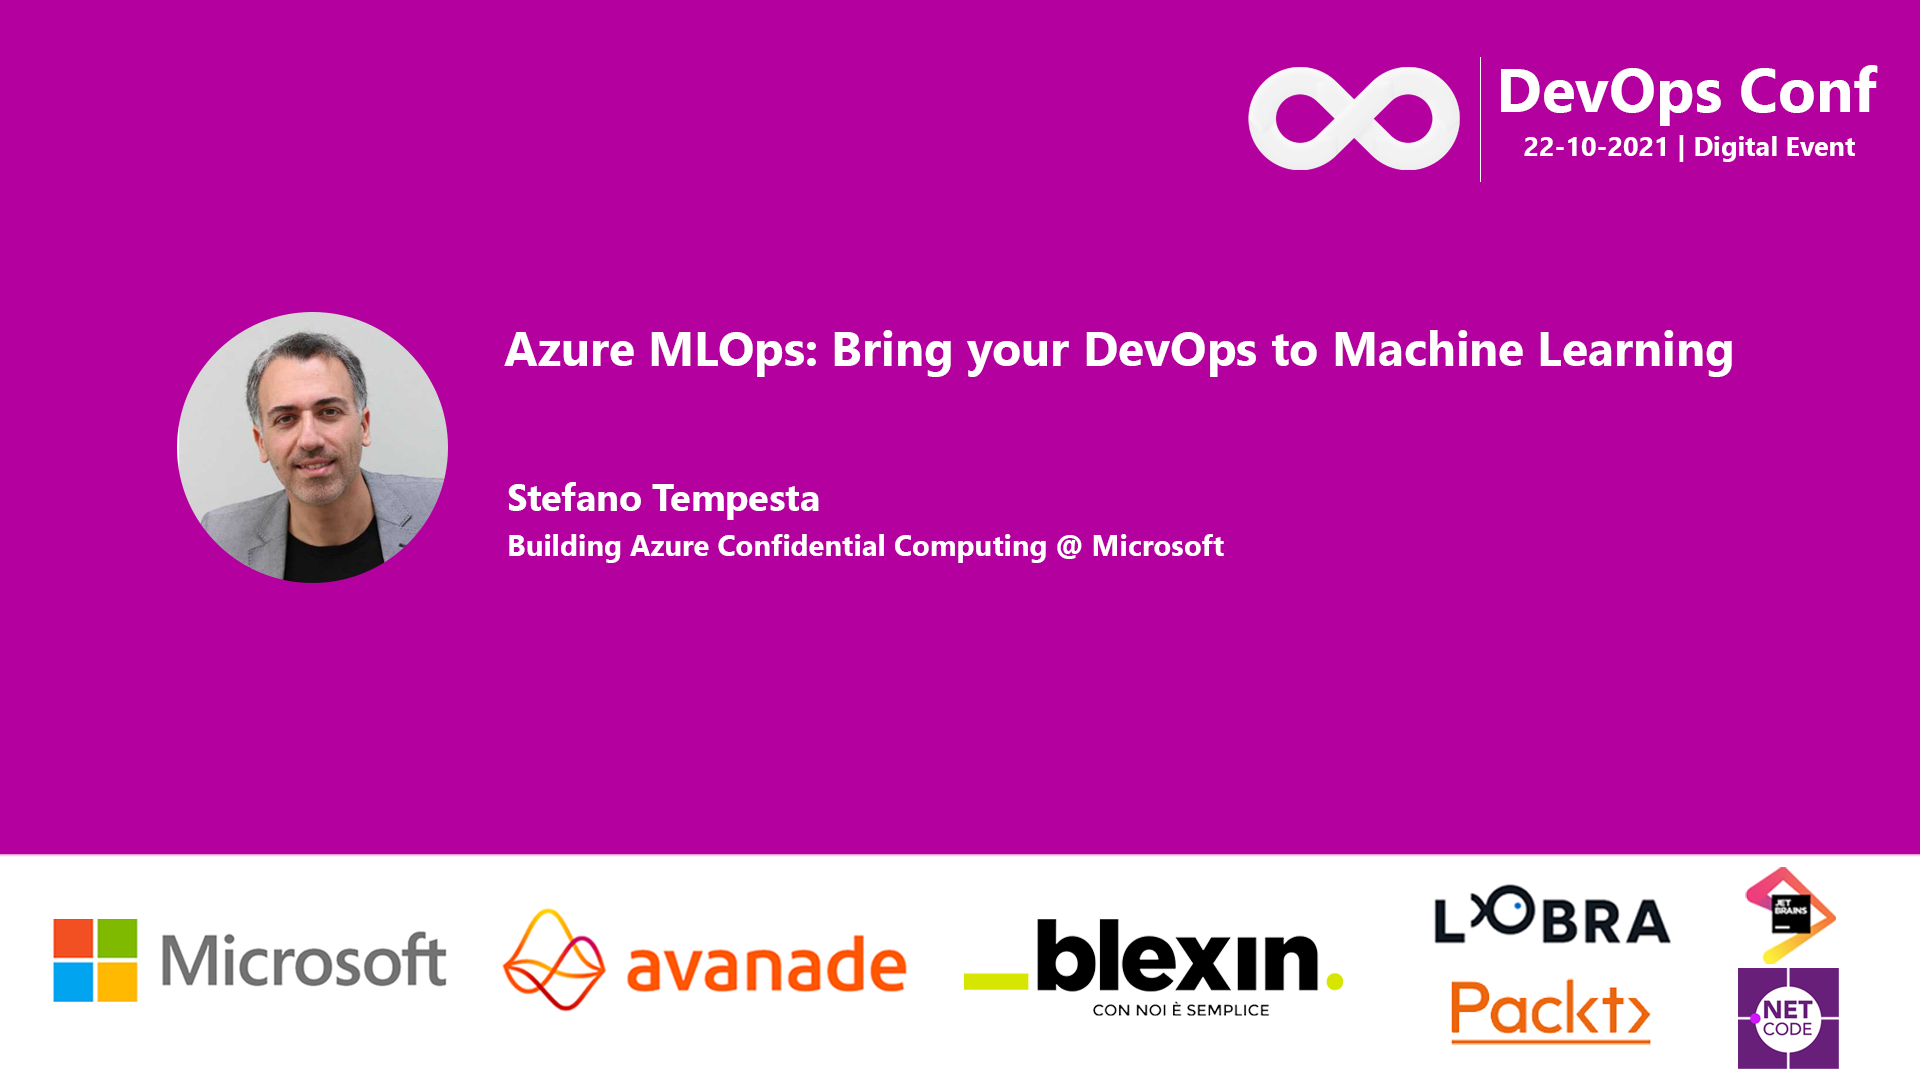 DevOps Conf
22-10-2021 | Digital Event
Azure MLOps: Bring your DevOps to Machine Learning
Stefano Tempesta
Building Azure Confidential Computing @ Microsoft
Microsoft
avanade
blexin.
CON NOI È SEMPLICE
LOBRA
Packt>
JET
BRAINS
NET
CODE